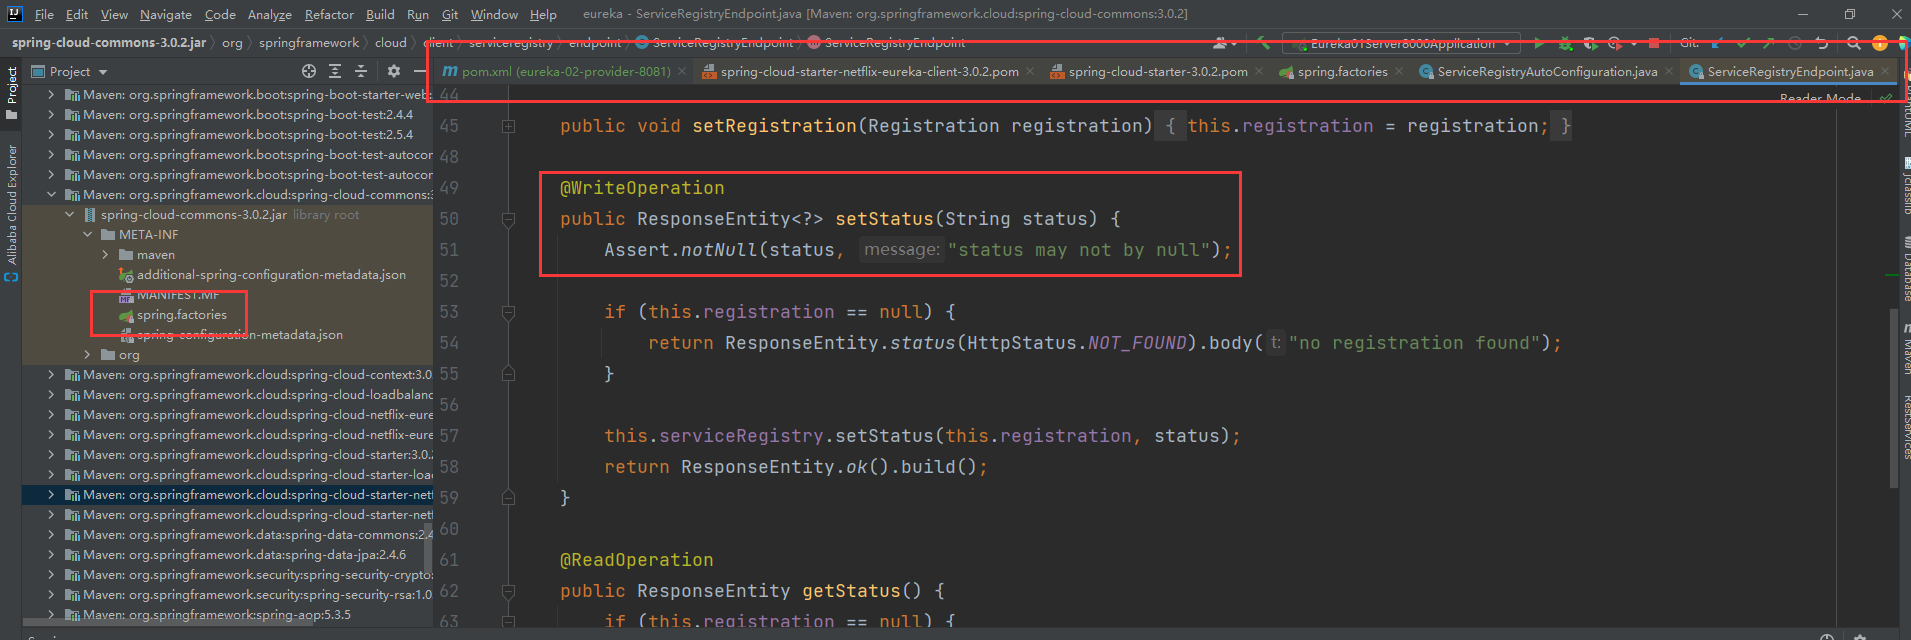 File Edit View Navigate Code Analyze Refactor Build Run Git Window Help eureka - ServiceRegistryEndpoint.java [Maven: org.springframework.cloud:spring-cloud-commons:3.0.2]
spring-cloud-commons-3.0.2.jar org springframework cloud client serviceregistry endpoint ServiceRegistryEndpoint ServiceRegistryEndpoint Eureka01Server8000Application Git:
Project
pom.xml (eureka-02-provider-8081) spring-cloud-starter-netflix-eureka-client-3.0.2.pom spring-cloud-starter-3.0.2.pom spring.factories ServiceRegistryAutoConfiguration.java ServiceRegistryEndpoint.java
Project
Alibaba Cloud Explorer
Maven: org.springframework.boot:spring-boot-starter-web:
Maven: org.springframework.boot:spring-boot-test:2.4.4
Maven: org.springframework.boot:spring-boot-test:2.5.4
Maven: org.springframework.boot:spring-boot-test-autocon
Maven: org.springframework.boot:spring-boot-test-autocon
Maven: org.springframework.cloud:spring-cloud-commons:3
spring-cloud-commons-3.0.2.jar library root
META-INF
maven
additional-spring-configuration-metadata.json
MANIFEST.MF
spring.factories
spring-configuration-metadata.json
org
Maven: org.springframework.cloud:spring-cloud-context:3.0
Maven: org.springframework.cloud:spring-cloud-loadbalanc
Maven: org.springframework.cloud:spring-cloud-netflix-eure
Maven: org.springframework.cloud:spring-cloud-netflix-eure
Maven: org.springframework.cloud:spring-cloud-starter:3.0.2
Maven: org.springframework.cloud:spring-cloud-starter-loa
Maven: org.springframework.cloud:spring-cloud-starter-netf
Maven: org.springframework.cloud:spring-cloud-starter-netf
Maven: org.springframework.data:spring-data-commons:2.4
Maven: org.springframework.data:spring-data-jpa:2.4.6
Maven: org.springframework.security:spring-security-crypto:
Maven: org.springframework.security:spring-security-rsa:1.0
Maven: org.springframework:spring-aop:5.3.5
44
Reader Mode
45 public void setRegistration(Registration registration) { this.registration = registration; }
48
49 @WriteOperation
50 public ResponseEntity<?> setStatus(String status) {
51 Assert.notNull(status, message: "status may not by null");
52
53 if (this.registration == null) {
54 return ResponseEntity.status(HttpStatus.NOT_FOUND).body( t: "no registration found");
55 }
56
57 this.serviceRegistry.setStatus(this.registration, status);
58 return ResponseEntity.ok().build();
59 }
60
61 @ReadOperation
62 public ResponseEntity getStatus() {
63 if (this.registration == null) {
jclasslib
Database
Maven
RestServices